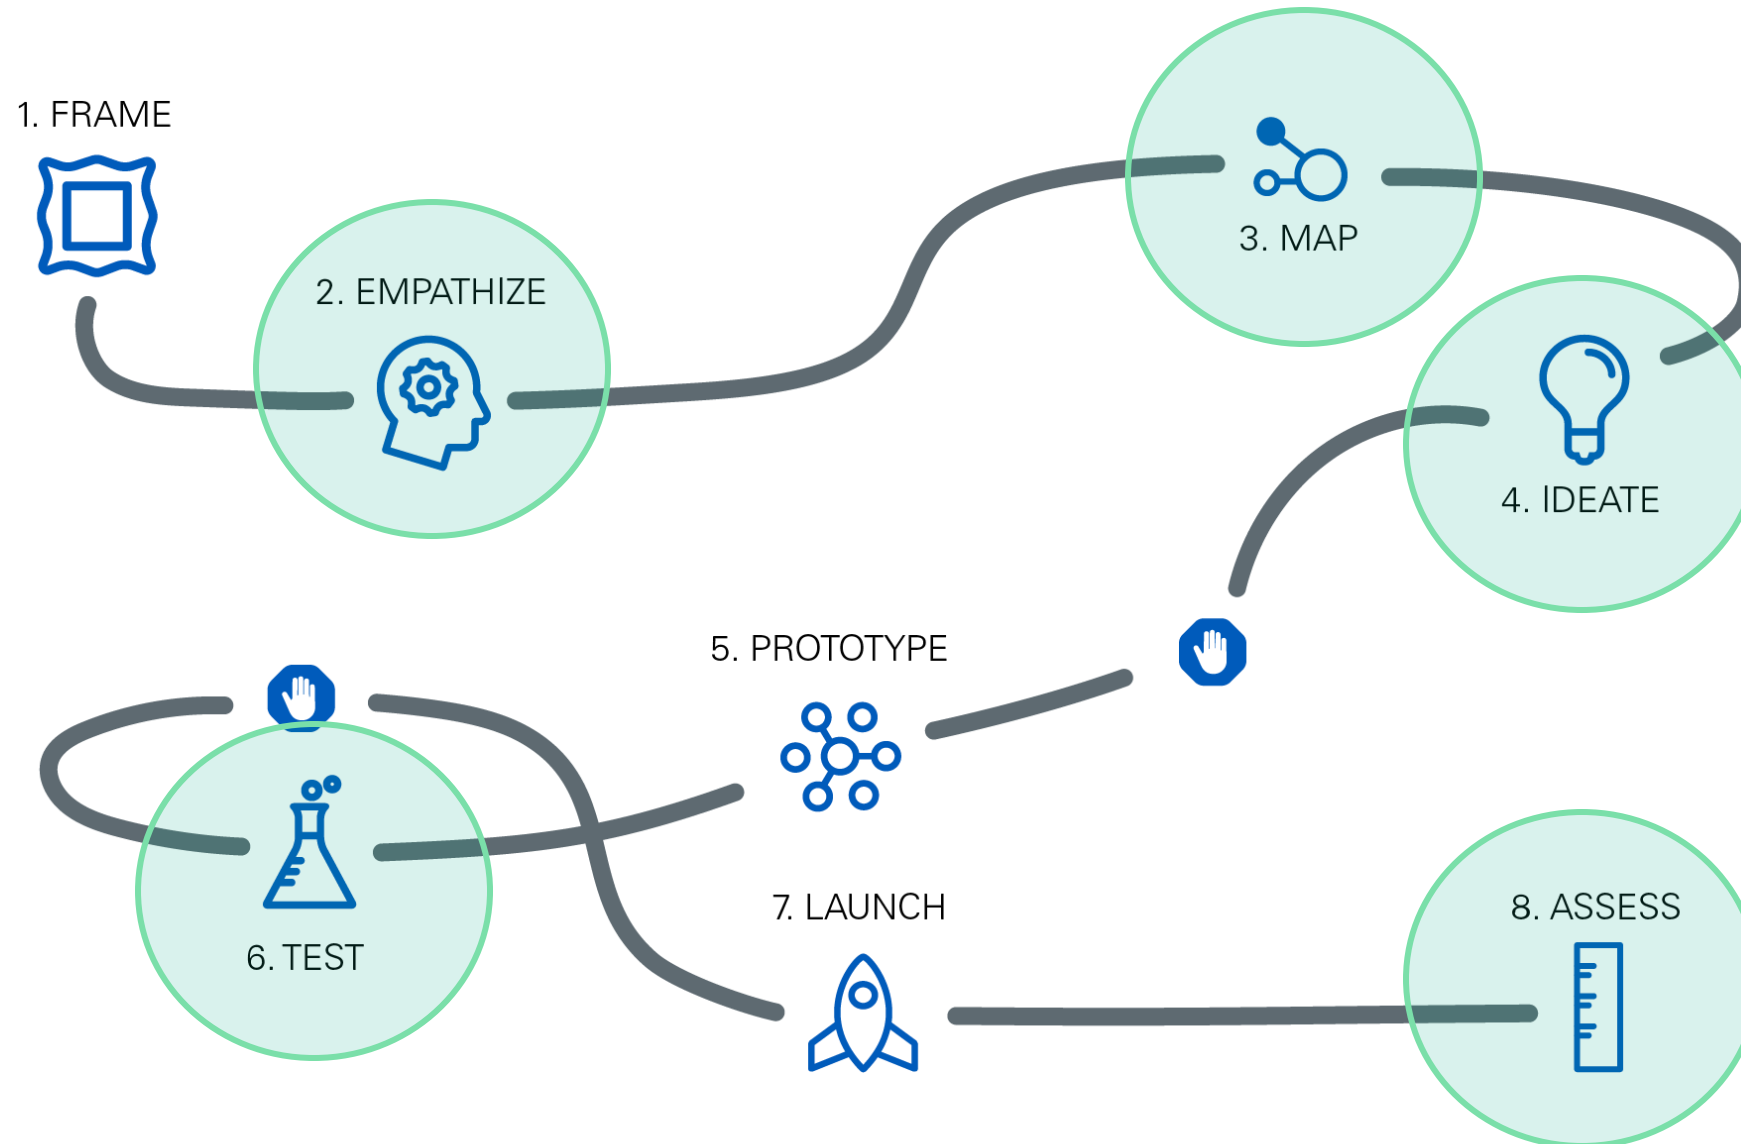 1. FRAME
2. EMPATHIZE
3. MAP
4. IDEATE
5. PROTOTYPE
6. TEST
7. LAUNCH
8. ASSESS